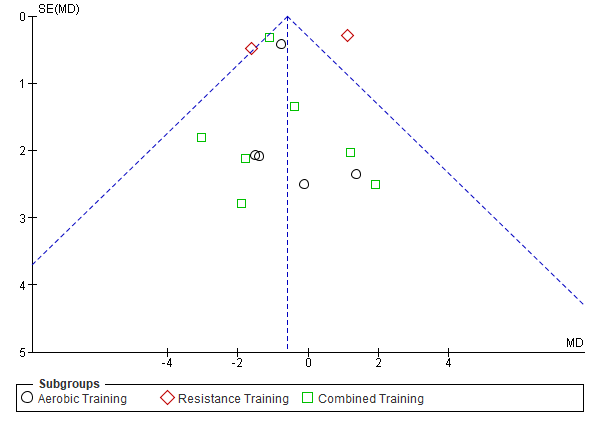 SE(MD)
0
1
2
3
4
5
-4
-2
0
2
4
MD
Subgroups
Aerobic Training
Resistance Training
Combined Training